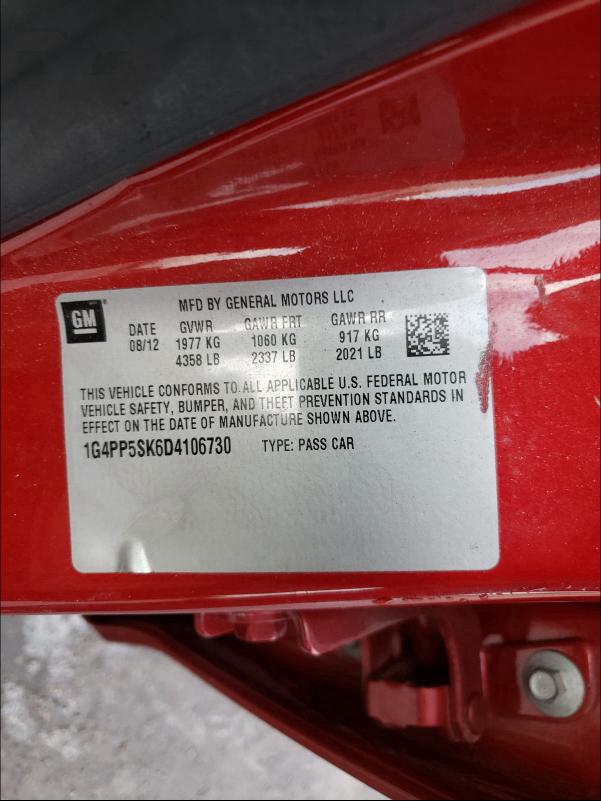 GM
MFD BY GENERAL MOTORS LLC
DATE GVWR GAWR FRT GAWR RR
08/12 1977 KG 1060 KG 917 KG
4358 LB 2337 LB 2021 LB
THIS VEHICLE CONFORMS TO ALL APPLICABLE U.S. FEDERAL MOTOR
VEHICLE SAFETY, BUMPER, AND THEFT PREVENTION STANDARDS IN
EFFECT ON THE DATE OF MANUFACTURE SHOWN ABOVE.
1G4PP5SK6D4106730 TYPE: PASS CAR